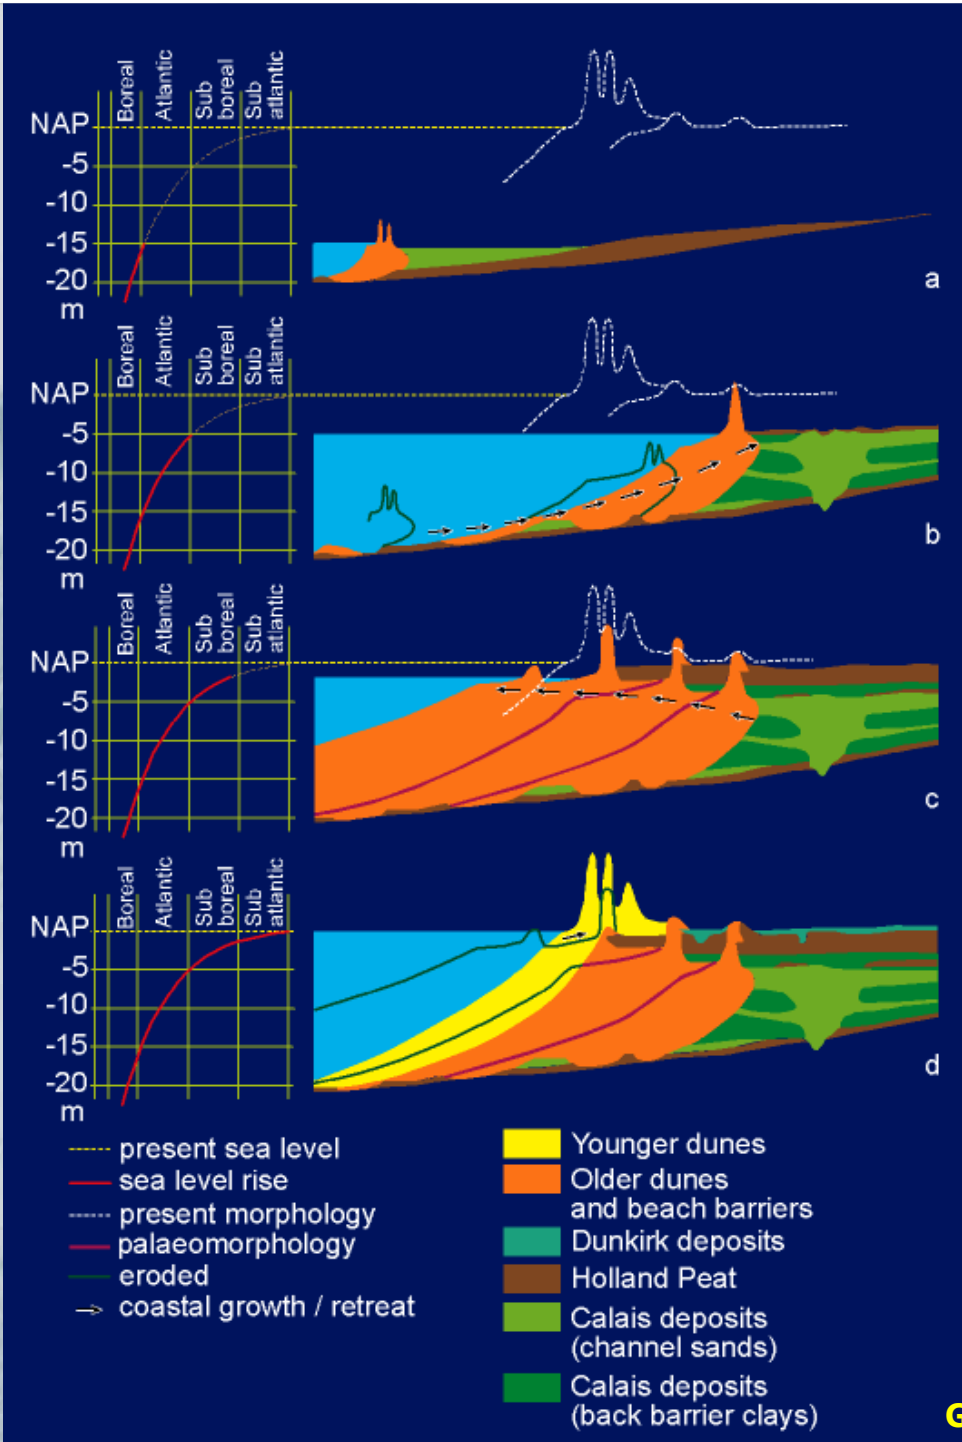 Boreal
Atlantic
Sub
boreal
Sub
atlantic
NAP
-5
-10
-15
-20
m
a
Boreal
Atlantic
Sub
boreal
Sub
atlantic
NAP
-5
-10
-15
-20
m
b
Boreal
Atlantic
Sub
boreal
Sub
atlantic
NAP
-5
-10
-15
-20
m
c
Boreal
Atlantic
Sub
boreal
Sub
atlantic
NAP
-5
-10
-15
-20
m
d
present sea level
sea level rise
present morphology
palaeomorphology
eroded
coastal growth / retreat
Younger dunes
Older dunes
and beach barriers
Dunkirk deposits
Holland Peat
Calais deposits
(channel sands)
Calais deposits
(back barrier clays)
G